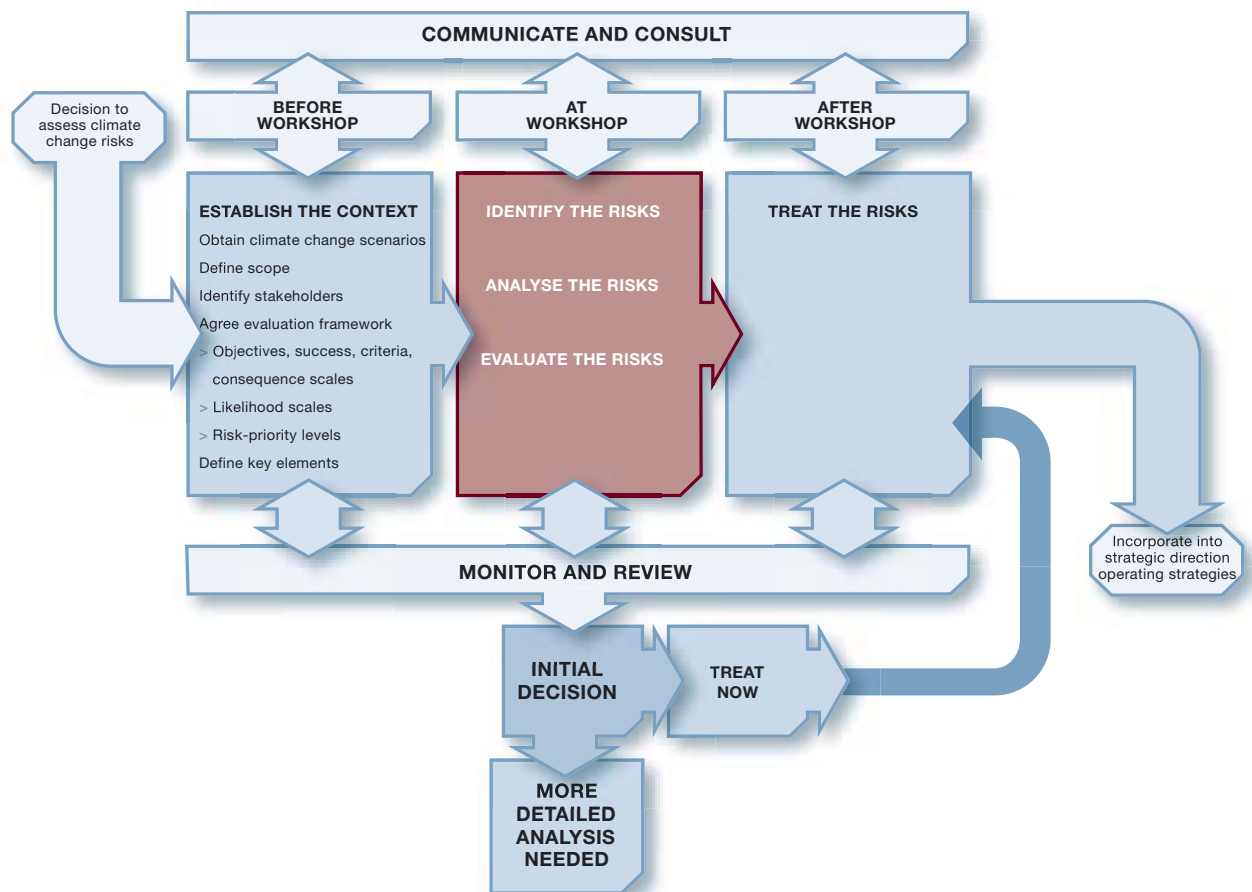 COMMUNICATE AND CONSULT
Decision to
assess climate
change risks
BEFORE
WORKSHOP
AT
WORKSHOP
AFTER
WORKSHOP
ESTABLISH THE CONTEXT
Obtain climate change scenarios
Define scope
Identify stakeholders
Agree evaluation framework
> Objectives, success, criteria,
consequence scales
> Likelihood scales
> Risk-priority levels
Define key elements
IDENTIFY THE RISKS
ANALYSE THE RISKS
EVALUATE THE RISKS
TREAT THE RISKS
Incorporate into
strategic direction
operating strategies
MONITOR AND REVIEW
INITIAL
DECISION
TREAT
NOW
MORE
DETAILED
ANALYSIS
NEEDED